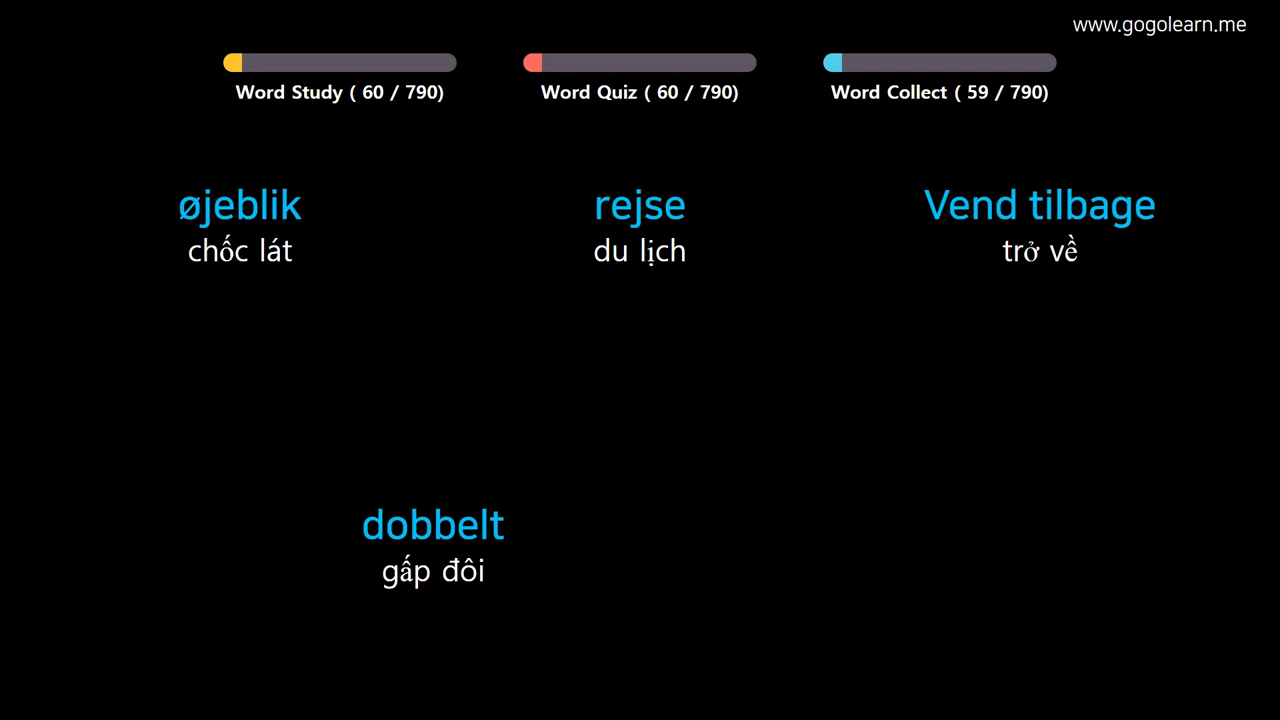 www.gogolearn.me
Word Study ( 60 / 790)
Word Quiz ( 60 / 790)
Word Collect ( 59 / 790)
øjeblik
chốc lát
rejse
du lịch
Vend tilbage
trở về
dobbelt
gấp đôi